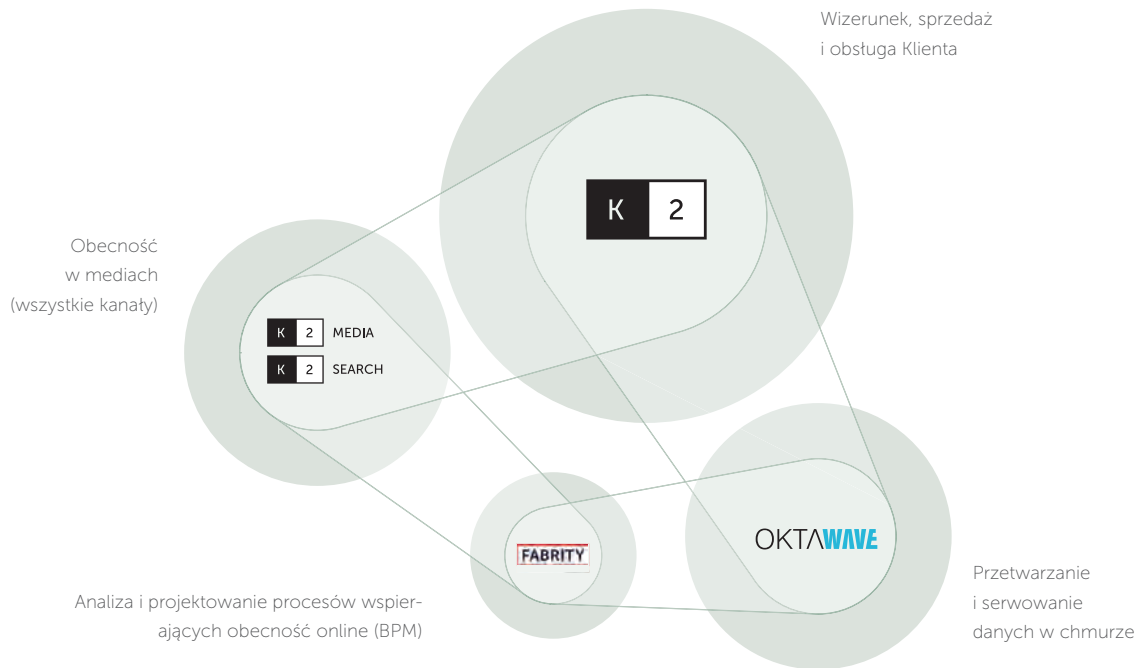 Wizerunek, sprzedaż
i obsługa Klienta
K 2
Obecność
w mediach
(wszystkie kanały)
K 2 MEDIA
K 2 SEARCH
FABRITY
OKTAWAVE
Analiza i projektowanie procesów wspier-
ających obecność online (BPM)
Przetwarzanie
i serwowanie
danych w chmurze